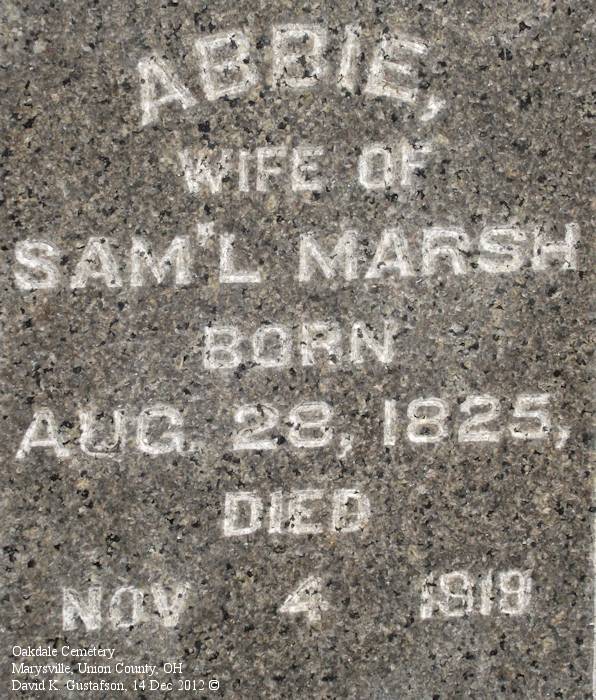 ABBIE,
WIFE OF
SAM'L MARSH
BORN
AUG. 28, 1825,
DIED
NOV 4 1919
Oakdale Cemetery
Marysville, Union County, OH
David K. Gustafson, 14 Dec 2012 ©